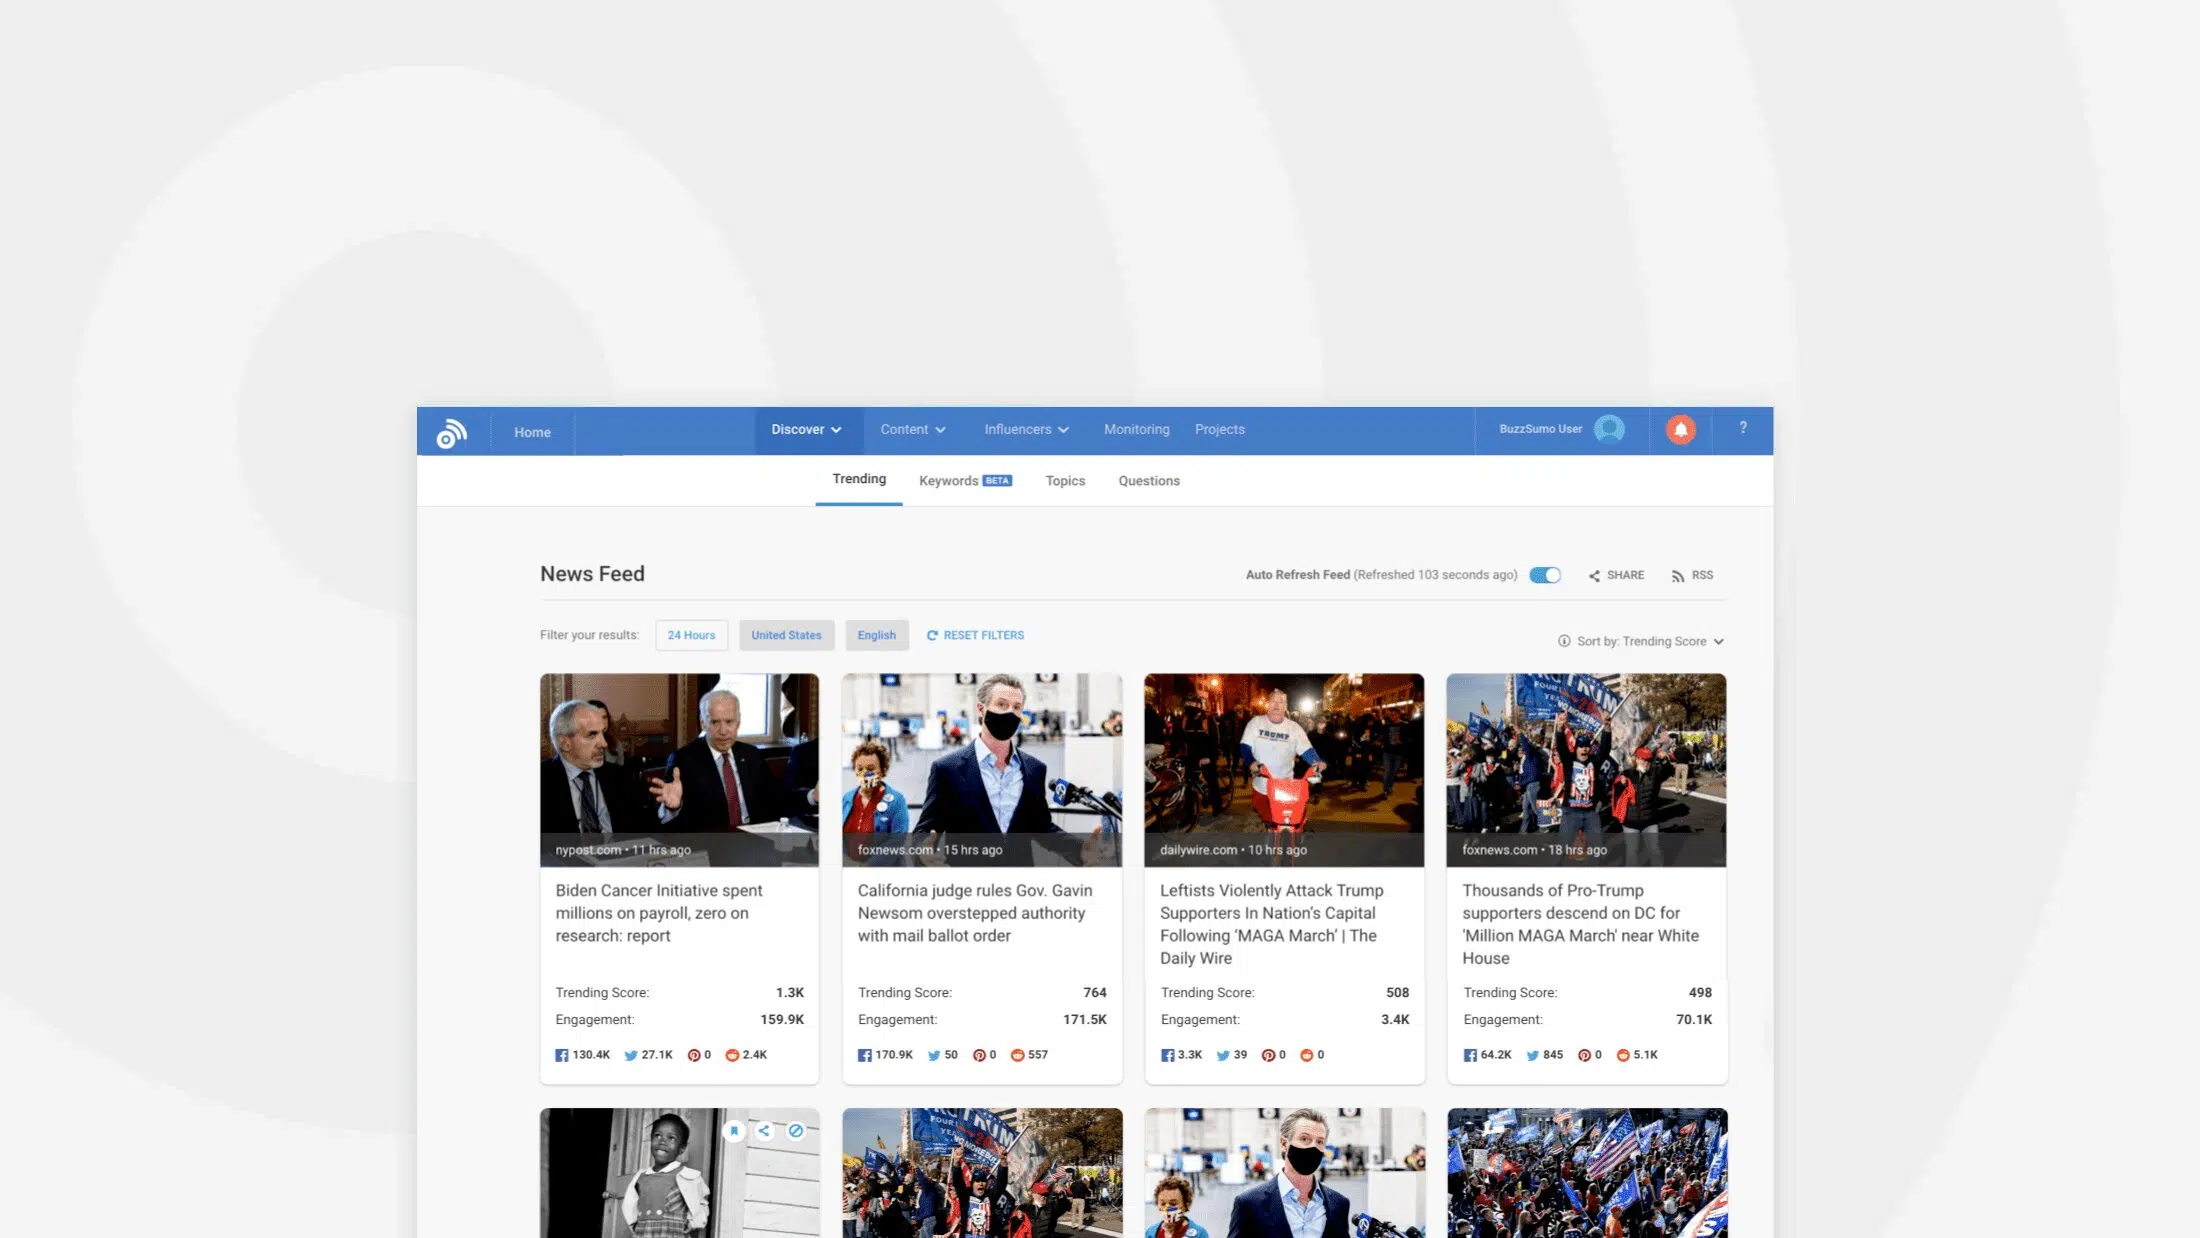 Home
Discover
Content
Influencers
Monitoring
Projects
BuzzSumo User
?
Trending
Keywords BETA
Topics
Questions
News Feed
Auto Refresh Feed (Refreshed 103 seconds ago)
SHARE
RSS
Filter your results:
24 Hours
United States
English
RESET FILTERS
Sort by: Trending Score
nypost.com • 11 hrs ago
Biden Cancer Initiative spent
millions on payroll, zero on
research: report
Trending Score: 1.3K
Engagement: 159.9K
130.4K 27.1K 0 2.4K
foxnews.com • 15 hrs ago
California judge rules Gov. Gavin
Newsom overstepped authority
with mail ballot order
Trending Score: 764
Engagement: 171.5K
170.9K 50 0 557
TRUMP
dailywire.com • 10 hrs ago
Leftists Violently Attack Trump
Supporters In Nation’s Capital
Following ‘MAGA March’ | The
Daily Wire
Trending Score: 508
Engagement: 3.4K
3.3K 39 0 0
TRUMP
FOUR
foxnews.com • 18 hrs ago
Thousands of Pro-Trump
supporters descend on DC for
'Million MAGA March' near White
House
Trending Score: 498
Engagement: 70.1K
64.2K 845 0 5.1K
TRUM
FOUR